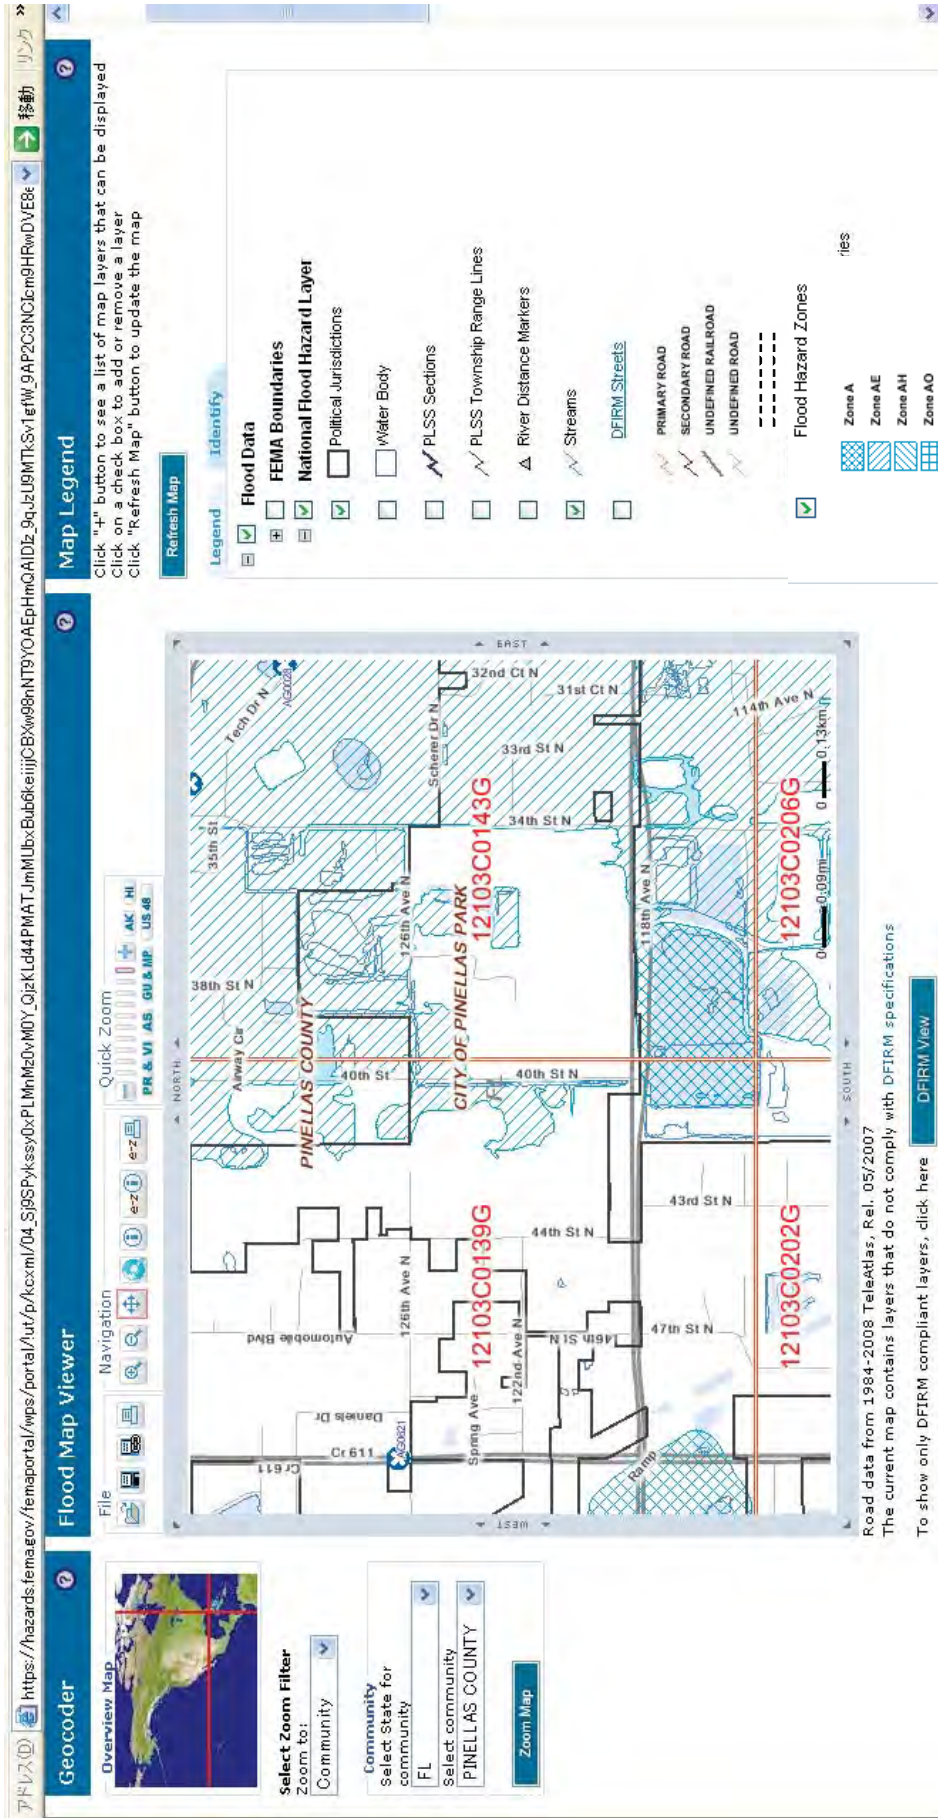 アドレス(D) https://hazards.fema.gov/femaportal/wps/portal/!ut/p/kcxml/ 移動 リンク »
Geocoder ?
Overview Map
Select Zoom Filter
Zoom to:
Community
Community
Select State for
community
FL
Select community
PINELLAS COUNTY
Zoom Map
Flood Map Viewer ?
File Navigation Quick Zoom
e-z e-z
PR & VI AS GU & MP AK HI US 48
NORTH
WEST
EAST
SOUTH
Tech Dr N
AG0028
35th St
38th St N
Airway Cir
PINELLAS COUNTY
40th St
126th Ave N
Scherer Dr N
32nd Ct N
31st Ct N
33rd St N
34th St N
12103C0143G
CITY OF PINELLAS PARK
40th St N
118th Ave N
114th Ave N
12103C0206G
0 0.09mi
0 0.13km
Automobile Blvd
126th Ave N
44th St N
12103C0139G
122nd Ave N
146th St N
Spring Ave
Daniels Dr
Cr 611
Cr 611
AG0621
Ramp
47th St N
43rd St N
12103C0202G
Road data from 1984-2008 TeleAtlas, Rel. 05/2007
The current map contains layers that do not comply with DFIRM specifications
To show only DFIRM compliant layers, click here DFIRM View
Map Legend ?
Click "+" button to see a list of map layers that can be displayed
Click on a check box to add or remove a layer
Click "Refresh Map" button to update the map
Refresh Map
Legend Identify
Flood Data
FEMA Boundaries
National Flood Hazard Layer
Political Jurisdictions
Water Body
PLSS Sections
PLSS Township Range Lines
River Distance Markers
Streams
DFIRM Streets
PRIMARY ROAD
SECONDARY ROAD
UNDEFINED RAILROAD
UNDEFINED ROAD
Flood Hazard Zones
ries
Zone A
Zone AE
Zone AH
Zone AO